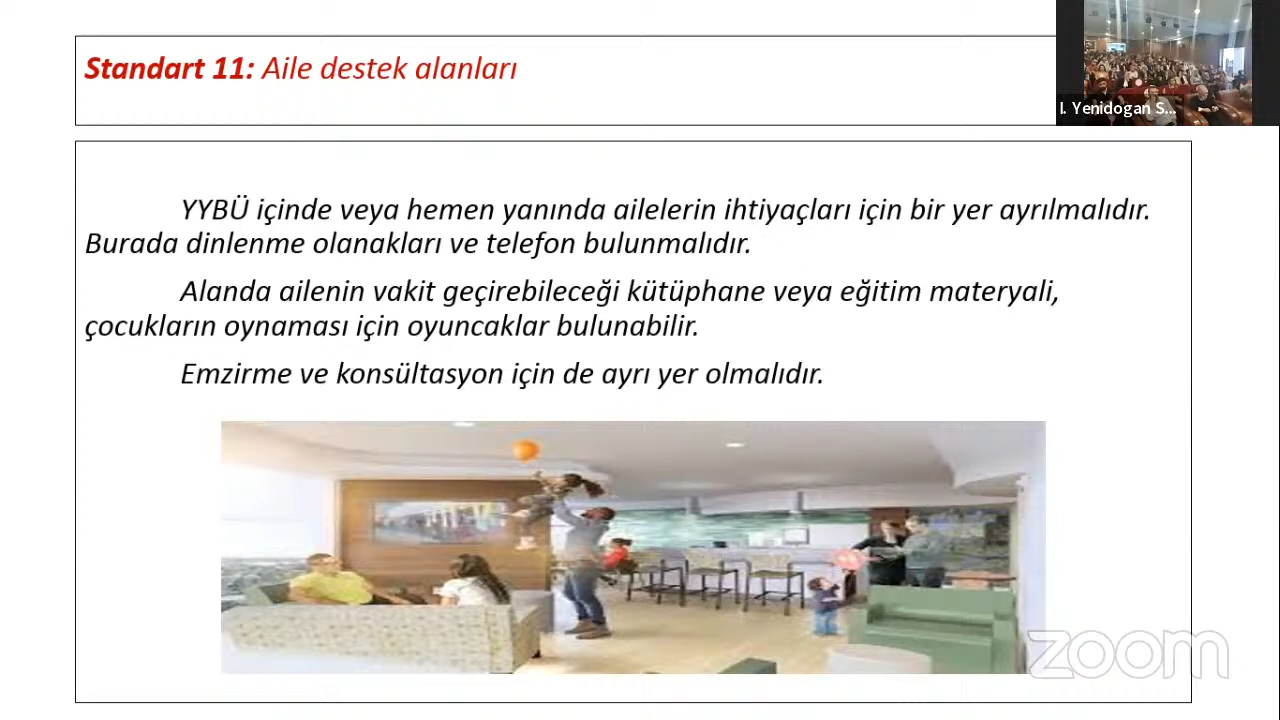 Standart 11: Aile destek alanları
I. Yenidogan S...
YYBÜ içinde veya hemen yanında ailelerin ihtiyaçları için bir yer ayrılmalıdır.
Burada dinlenme olanakları ve telefon bulunmalıdır.
Alanda ailenin vakit geçirebileceği kütüphane veya eğitim materyali,
çocukların oynaması için oyuncaklar bulunabilir.
Emzirme ve konsültasyon için de ayrı yer olmalıdır.
zoom